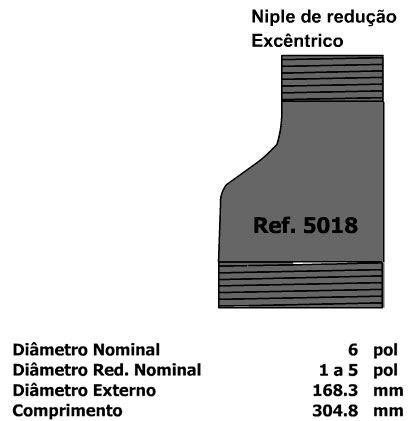 Niple de redução
Excêntrico
Ref. 5018
Diâmetro Nominal 6 pol
Diâmetro Red. Nominal 1 a 5 pol
Diâmetro Externo 168.3 mm
Comprimento 304.8 mm